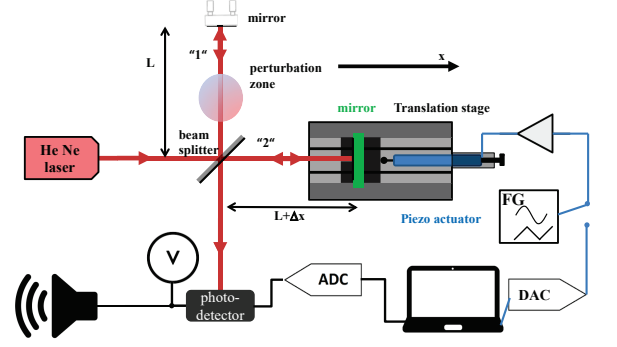 mirror
L
“1“
perturbation
zone
x
mirror
Translation stage
beam
splitter
“2“
He Ne
laser
L+Δx
Piezo actuator
FG
V
ADC
DAC
photo-
detector